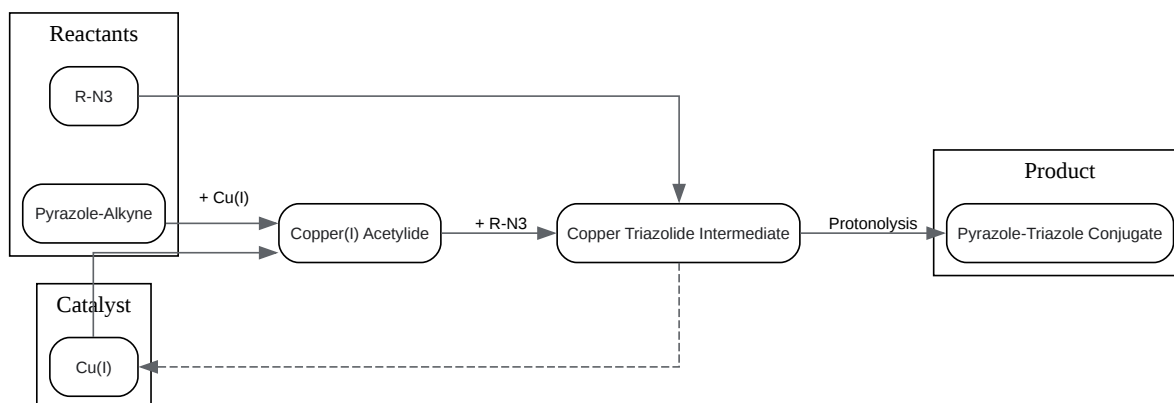 Reactants
R-N3
Pyrazole-Alkyne
+ Cu(I)
Copper(I) Acetylide
+ R-N3
Copper Triazolide Intermediate
Protonolysis
Product
Pyrazole-Triazole Conjugate
Catalyst
Cu(I)